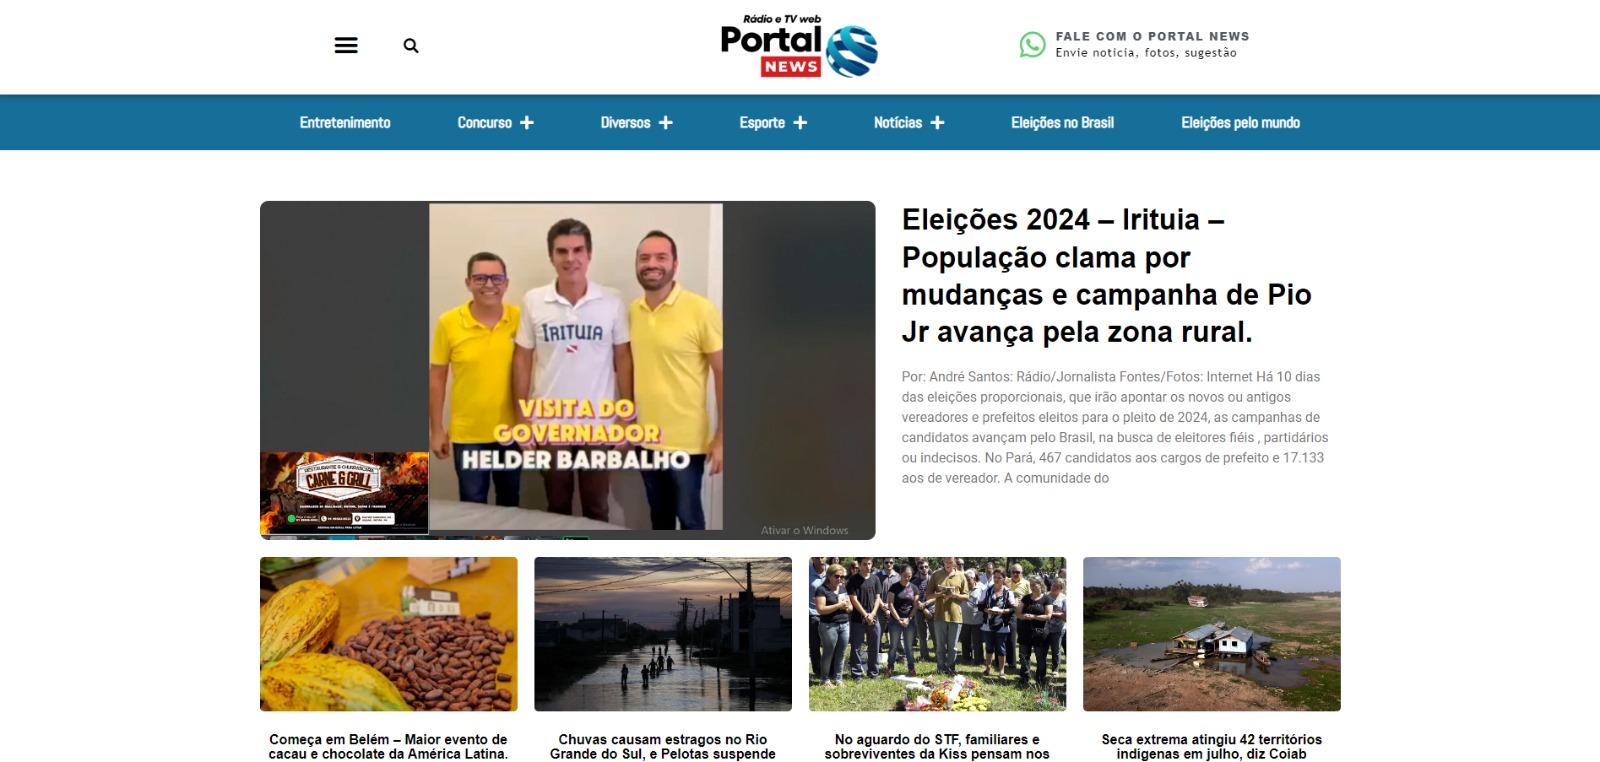 Rádio e TV web
Portal
NEWS
FALE COM O PORTAL NEWS
Envie noticia, fotos, sugestão
Entretenimento
Concurso
Diversos
Esporte
Notícias
Eleições no Brasil
Eleições pelo mundo
IRITUIA
VISITA DO
GOVERNADOR
HELDER BARBALHO
RESTAURANTE & CHURRASCARIA
CARNE & GRILL
Ativar o Windows
Eleições 2024 – Irituia –
População clama por
mudanças e campanha de Pio
Jr avança pela zona rural.
Por: André Santos: Rádio/Jornalista Fontes/Fotos: Internet Há 10 dias
das eleições proporcionais, que irão apontar os novos ou antigos
vereadores e prefeitos eleitos para o pleito de 2024, as campanhas de
candidatos avançam pelo Brasil, na busca de eleitores fiéis , partidários
ou indecisos. No Pará, 467 candidatos aos cargos de prefeito e 17.133
aos de vereador. A comunidade do
Começa em Belém – Maior evento de
cacau e chocolate da América Latina.
Chuvas causam estragos no Rio
Grande do Sul, e Pelotas suspende
No aguardo do STF, familiares e
sobreviventes da Kiss pensam nos
Seca extrema atingiu 42 territórios
indígenas em julho, diz Coiab